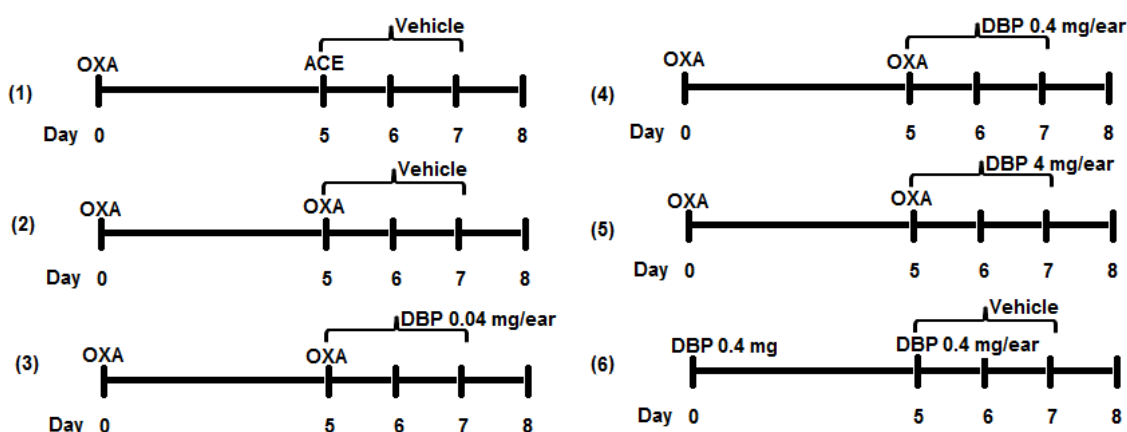 Vehicle
OXA ACE
(1)
Day 0 5 6 7 8
Vehicle
OXA OXA
(2)
Day 0 5 6 7 8
DBP 0.04 mg/ear
OXA OXA
(3)
Day 0 5 6 7 8
DBP 0.4 mg/ear
OXA OXA
(4)
Day 0 5 6 7 8
DBP 4 mg/ear
OXA OXA
(5)
Day 0 5 6 7 8
Vehicle
DBP 0.4 mg DBP 0.4 mg/ear
(6)
Day 0 5 6 7 8